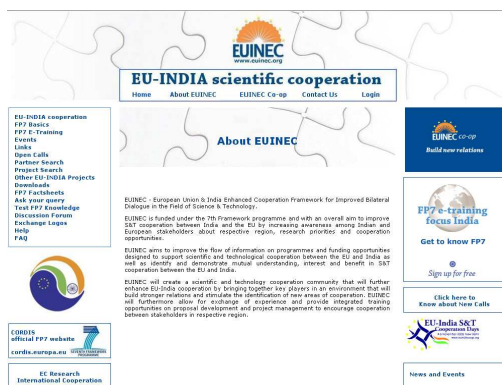 EUINEC
www.euinec.org
EU-INDIA scientific cooperation
Home About EUINEC EUINEC Co-op Contact Us Login
EU-INDIA cooperation
FP7 Basics
FP7 E-Training
Events
Links
Open Calls
Partner Search
Project Search
Other EU-INDIA Projects
Downloads
FP7 Factsheets
Ask your query
Test FP7 Knowledge
Discussion Forum
Exchange Logos
Help
FAQ
CORDIS
official FP7 website
cordis.europa.eu
SEVENTH FRAMEWORK
PROGRAMME
EC Research
International Cooperation
About EUINEC
EUINEC - European Union & India Enhanced Cooperation Framework for Improved Bilateral
Dialogue in the Field of Science & Technology.
EUINEC is funded under the 7th Framework programme and with an overall aim to improve
S&T cooperation between India and the EU by increasing awareness among Indian and
European stakeholders about respective region, research priorities and cooperation
opportunities.
EUINEC aims to improve the flow of information on programmes and funding opportunities
designed to support scientific and technological cooperation between the EU and India as
well as identify and demonstrate mutual understanding, interest and benefit in S&T
cooperation between the EU and India.
EUINEC will create a scientific and technology cooperation community that will further
enhance EU-India cooperation by bringing together key players in an environment that will
build stronger relations and stimulate the identification of new areas of cooperation. EUINEC
will furthermore allow for exchange of experience and provide integrated training
opportunities on proposal development and project management to encourage cooperation
between stakeholders in respective region.
EUINEC co-op
Build new relations
FP7 e-training
focus India
Get to know FP7
Sign up for free
Click here to
Know about New Calls
EU-India S&T
Cooperation Days
News and Events